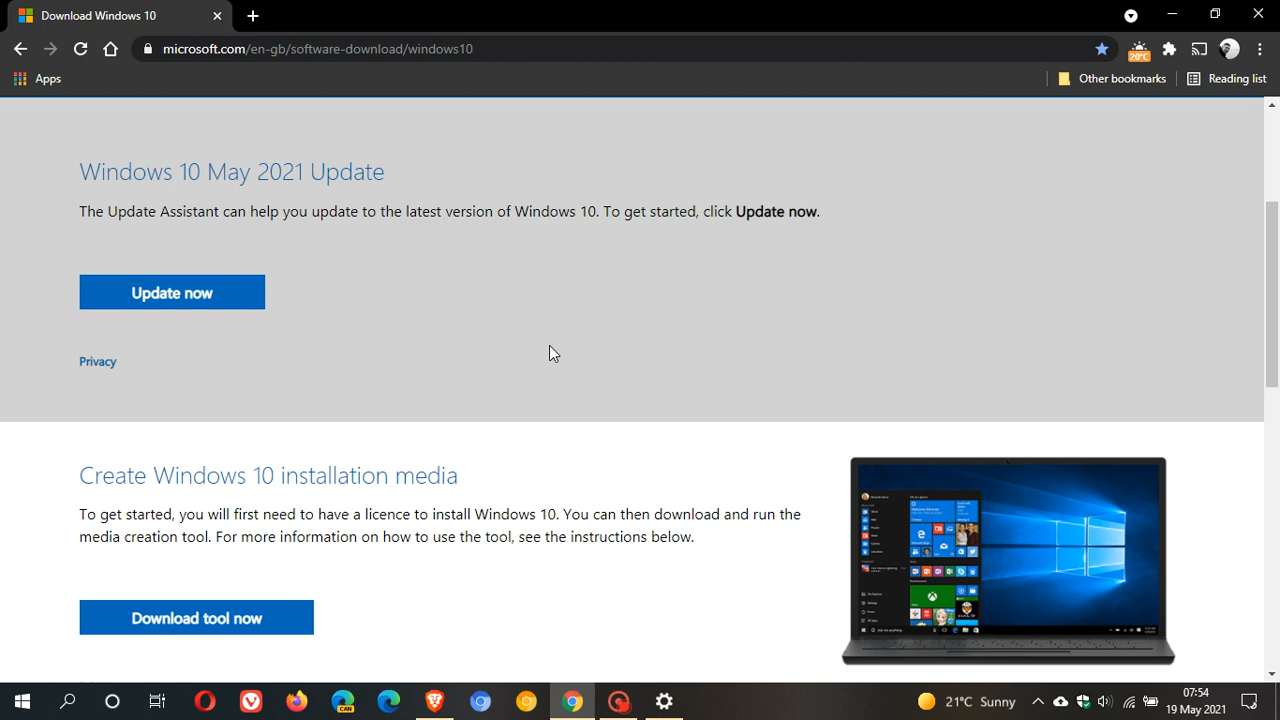 Download Windows 10
microsoft.com/en-gb/software-download/windows10
20°C
Apps
Other bookmarks
Reading list
Windows 10 May 2021 Update
The Update Assistant can help you update to the latest version of Windows 10. To get started, click Update now.
Update now
Privacy
Create Windows 10 installation media
To get started, you will first need to have a licence to install Windows 10. You can then download and run the
media creation tool. For more information on how to use the tool, see the instructions below.
Download tool now
CAN
21°C Sunny
07:54
19 May 2021